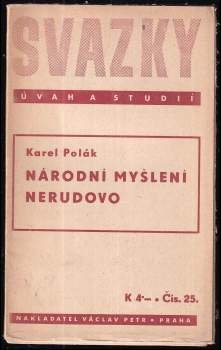 SVAZKY
ÚVAH A STUDIÍ
Karel Polák
NÁRODNÍ MYŠLENÍ
NERUDOVO
K 4·– • Čís. 25.
NAKLADATEL VÁCLAV PETR • PRAHA